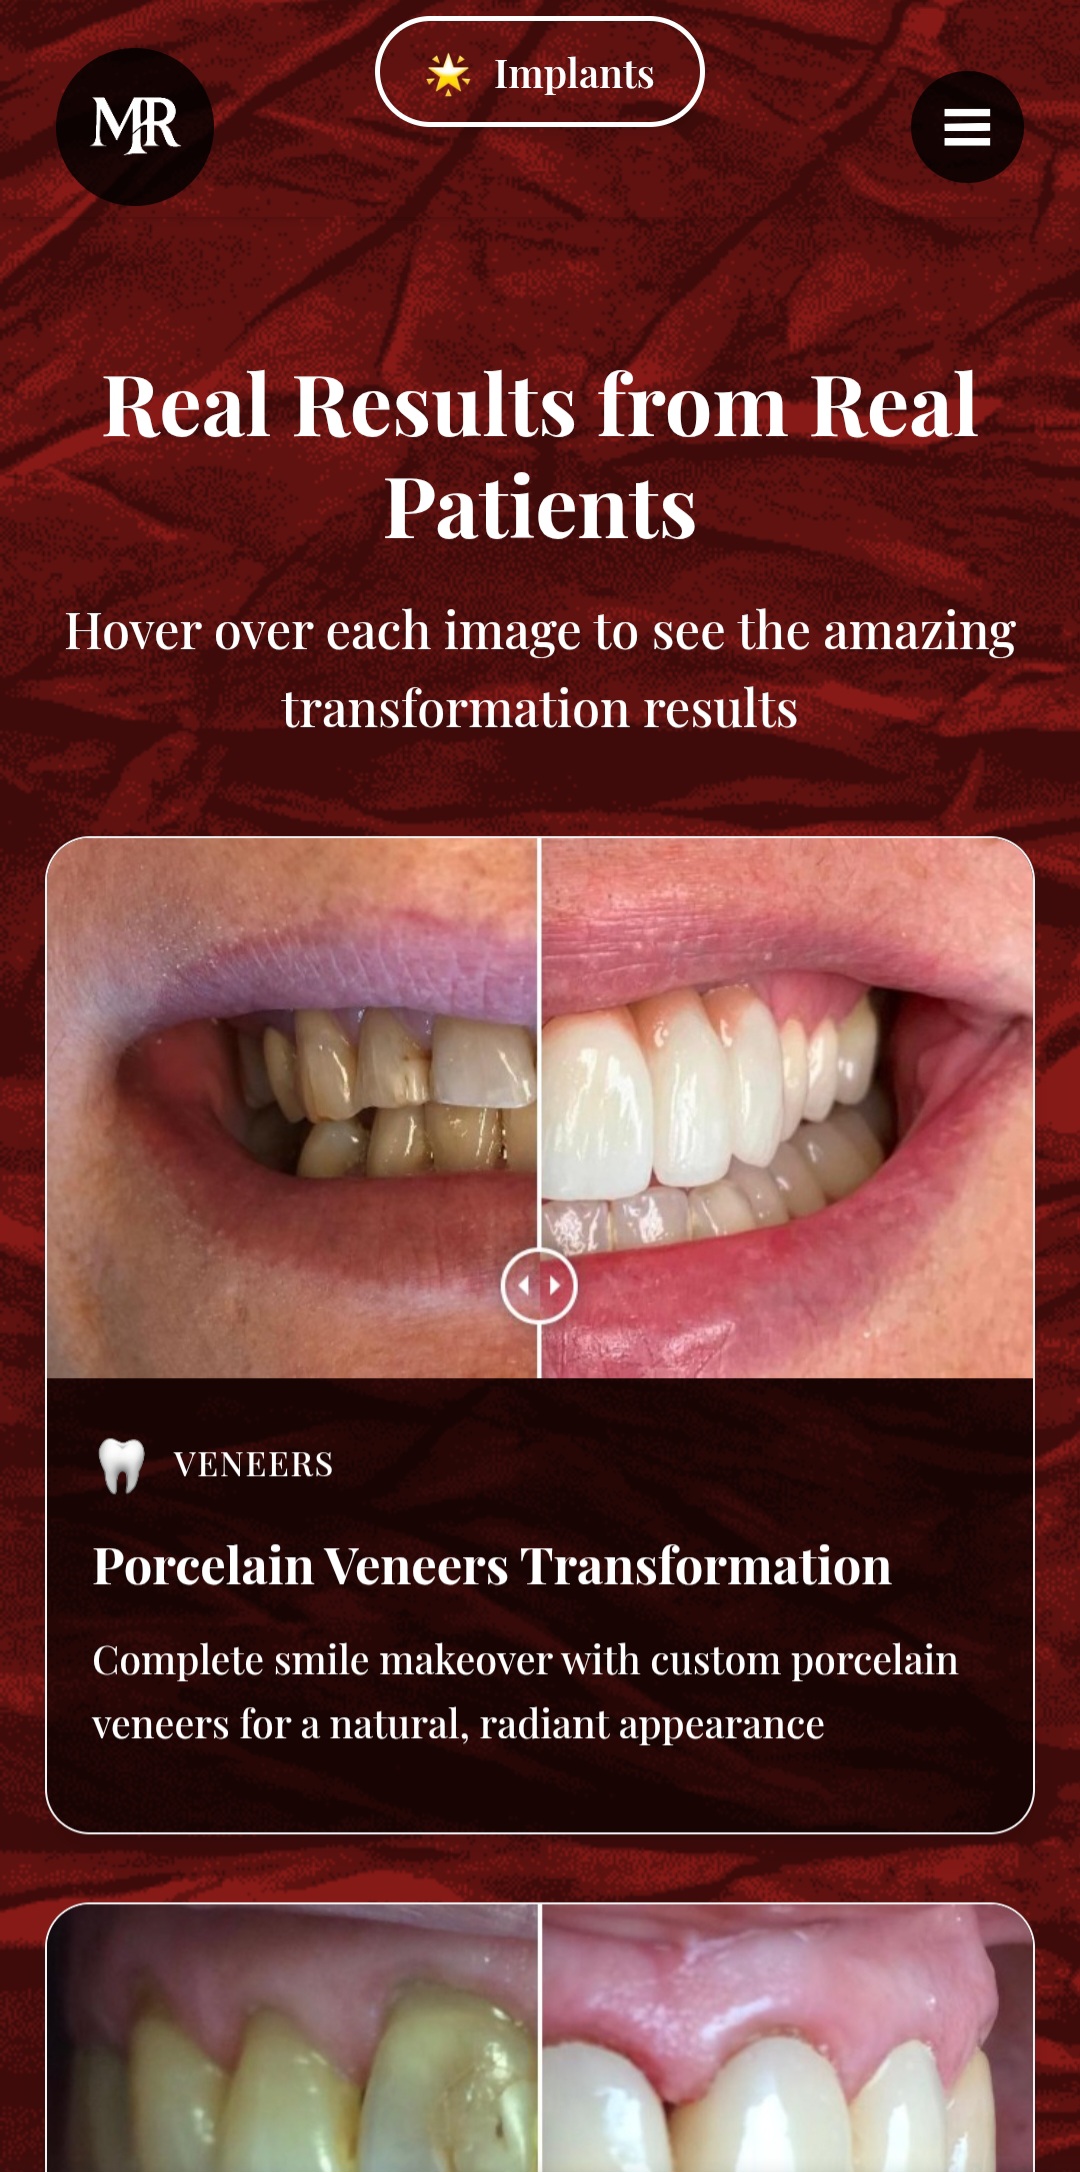 Implants
MR
Real Results from Real
Patients
Hover over each image to see the amazing
transformation results
VENEERS
Porcelain Veneers Transformation
Complete smile makeover with custom porcelain
veneers for a natural, radiant appearance